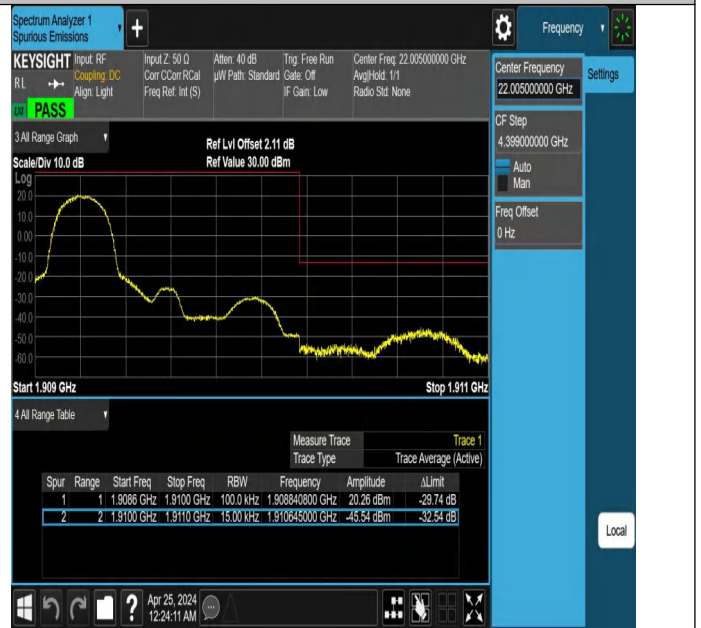 Spectrum Analyzer 1
Spurious Emissions
Frequency
KEYSIGHT
RL
LXI
PASS
Input: RF
Coupling: DC
Align: Light
Input Z: 50 Ω
Corr CCorr RCal
Freq Ref: Int (S)
Atten: 40 dB
µW Path: Standard
Trig: Free Run
Gate: Off
IF Gain: Low
Center Freq: 22.005000000 GHz
Avg|Hold: 1/1
Radio Std: None
Center Frequency
22.005000000 GHz
Settings
CF Step
4.399000000 GHz
Auto
Man
Freq Offset
0 Hz
3 All Range Graph
Scale/Div 10.0 dB
Ref Lvl Offset 2.11 dB
Ref Value 30.00 dBm
Log
20.0
10.0
0.00
-10.0
-20.0
-30.0
-40.0
-50.0
-60.0
Start 1.909 GHz
Stop 1.911 GHz
4 All Range Table
Measure Trace Trace 1
Trace Type Trace Average (Active)
Spur Range Start Freq Stop Freq RBW Frequency Amplitude ΔLimit
1 1 1.9086 GHz 1.9100 GHz 100.0 kHz 1.908840800 GHz 20.26 dBm -29.74 dB
2 2 1.9100 GHz 1.9110 GHz 15.00 kHz 1.910645000 GHz -45.54 dBm -32.54 dB
Local
Apr 25, 2024
12:24:11 AM